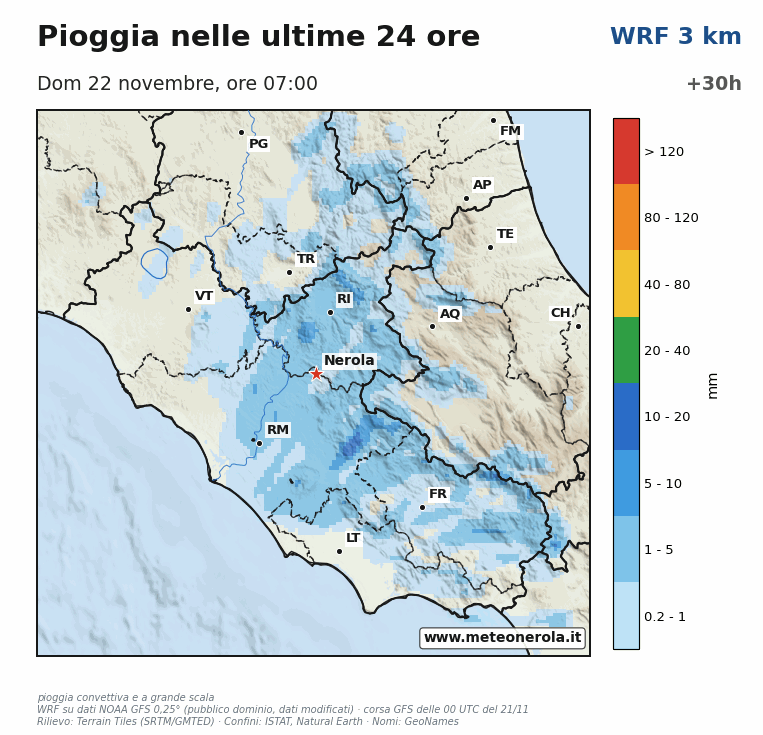 Pioggia nelle ultime 24 ore
WRF 3 km
Dom 22 novembre, ore 07:00
+30h
FM
PG
AP
TE
TR
VT
RI
AQ
CH
Nerola
RM
FR
LT
www.meteonerola.it
> 120
80 - 120
40 - 80
20 - 40
10 - 20
5 - 10
1 - 5
0.2 - 1
mm
pioggia convettiva e a grande scala
WRF su dati NOAA GFS 0,25° (pubblico dominio, dati modificati) · corsa GFS delle 00 UTC del 21/11
Rilievo: Terrain Tiles (SRTM/GMTED) · Confini: ISTAT, Natural Earth · Nomi: GeoNames